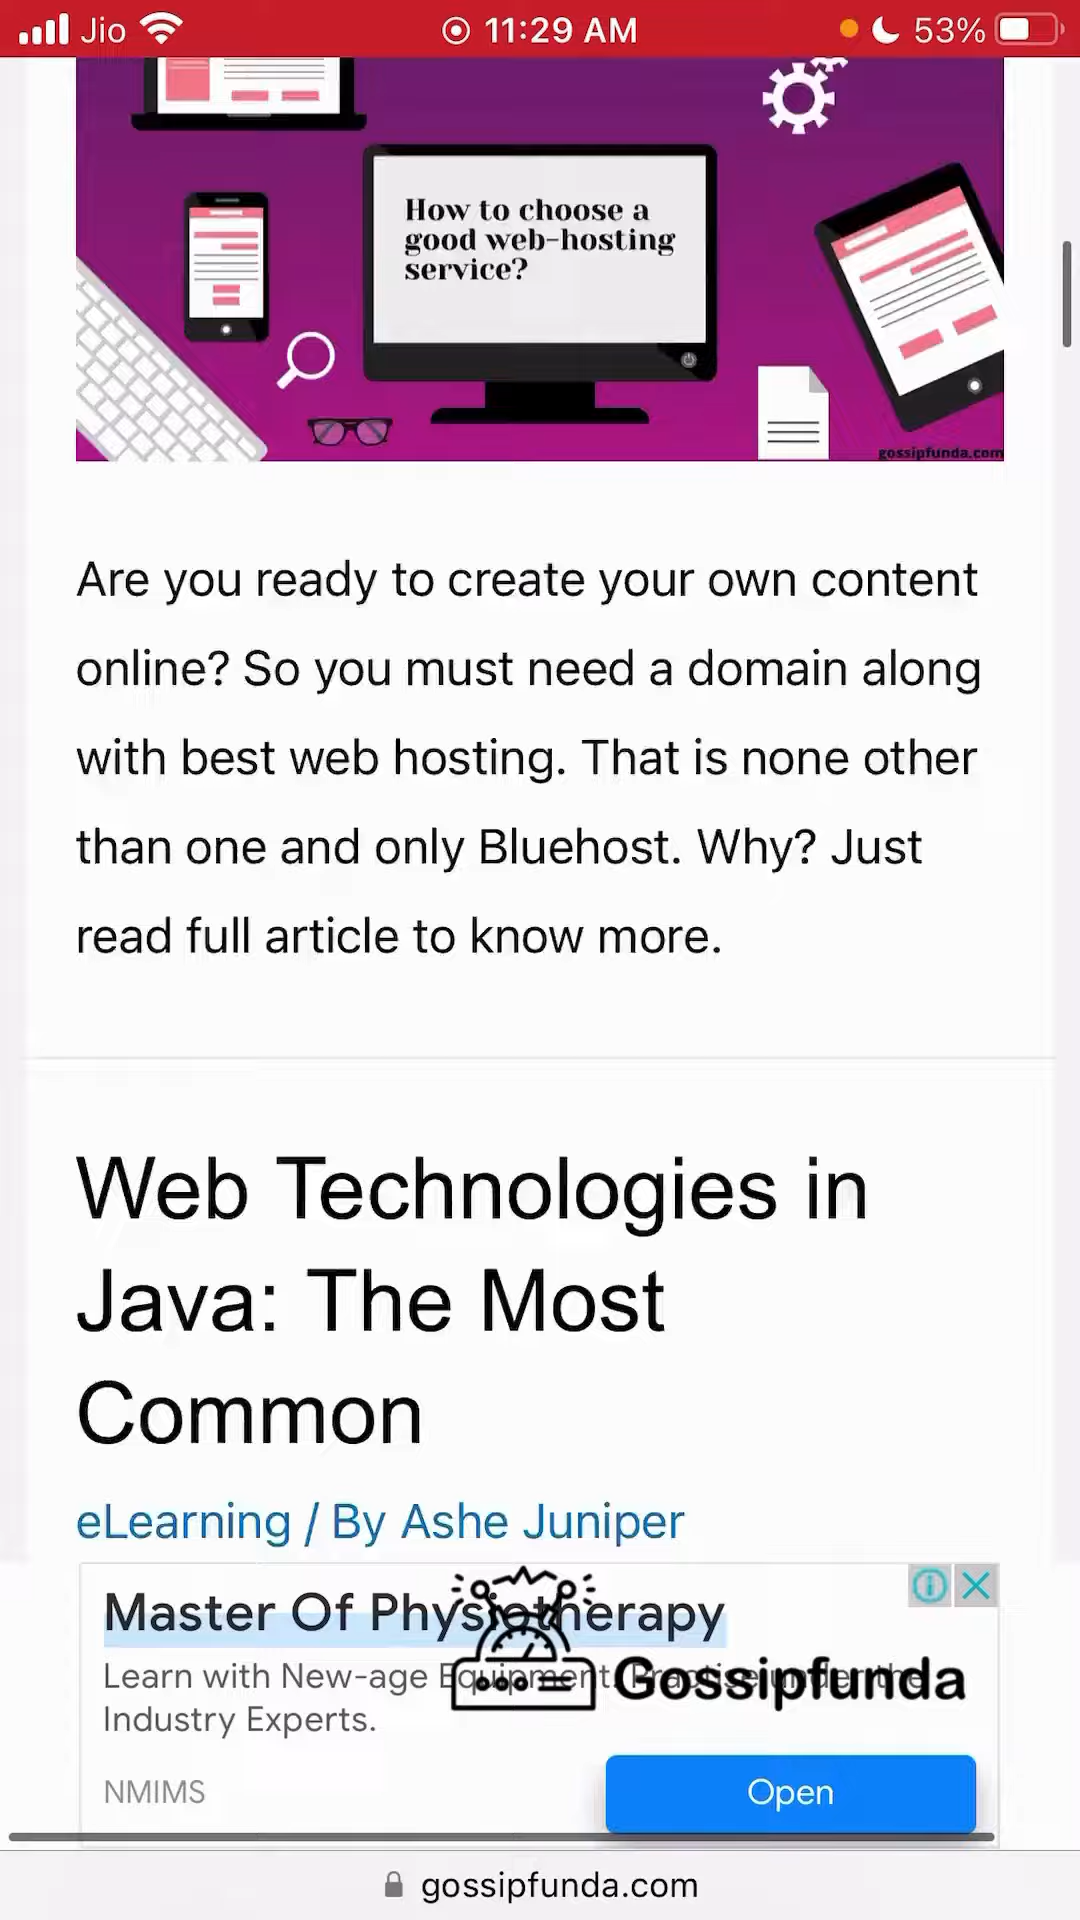 Jio 11:29 AM 53%
How to choose a
good web-hosting
service?
gossipfunda.com
Are you ready to create your own content
online? So you must need a domain along
with best web hosting. That is none other
than one and only Bluehost. Why? Just
read full article to know more.
Web Technologies in
Java: The Most
Common
eLearning / By Ashe Juniper
Master Of Physiotherapy
Learn with New-age Equipment. Practise under the
Industry Experts.
Gossipfunda
NMIMS
Open
gossipfunda.com